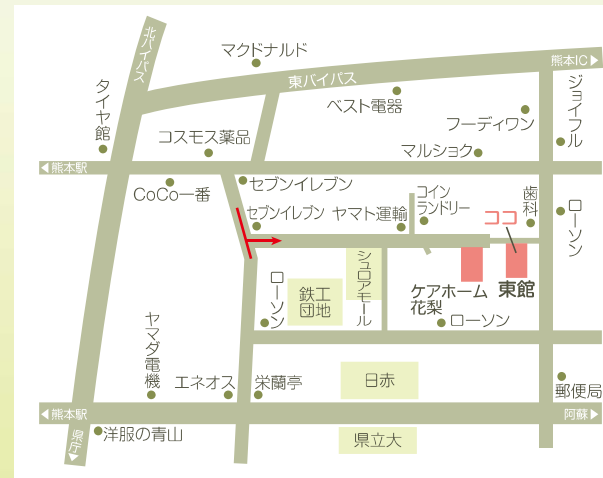 北バイパス
マクドナルド
熊本IC▶
東バイパス
タイヤ館
ベスト電器
ジョイフル
フーディワン
コスモス薬品
マルショク
◀熊本駅
セブンイレブン
CoCo一番
コイン
ランドリー
歯科
ローソン
セブンイレブン
ヤマト運輸
ココ
シュロアモール
ローソン
鉄工
団地
ケアホーム
花梨
東館
ローソン
ヤマダ電機
エネオス
栄蘭亭
日赤
郵便局
◀熊本駅
阿蘇▶
県庁▼
洋服の青山
県立大